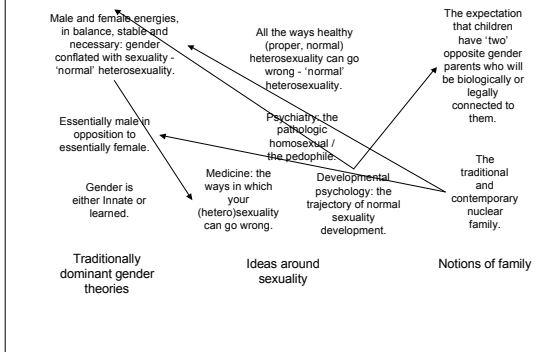 Male and female energies,
in balance, stable and
necessary: gender
conflated with sexuality -
'normal' heterosexuality.
Essentially male in
opposition to
essentially female.
Gender is
either Innate or
learned.
Traditionally
dominant gender
theories
All the ways healthy
(proper, normal)
heterosexuality can go
wrong - 'normal'
heterosexuality.
Psychiatry: the
pathologic
homosexual /
the pedophile.
Medicine: the
ways in which
your
(hetero)sexuality
can go wrong.
Developmental
psychology: the
trajectory of normal
sexuality
development.
Ideas around
sexuality
The expectation
that children
have 'two'
opposite gender
parents who will
be biologically or
legally
connected to
them.
The
traditional
and
contemporary
nuclear
family.
Notions of family